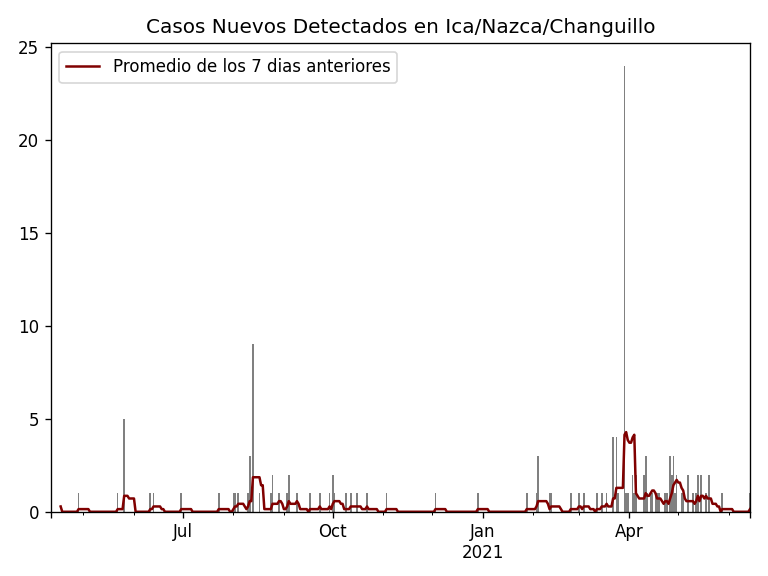 Casos Nuevos Detectados en Ica/Nazca/Changuillo
Promedio de los 7 dias anteriores
25
20
15
10
5
0
Jul
Oct
Jan
2021
Apr